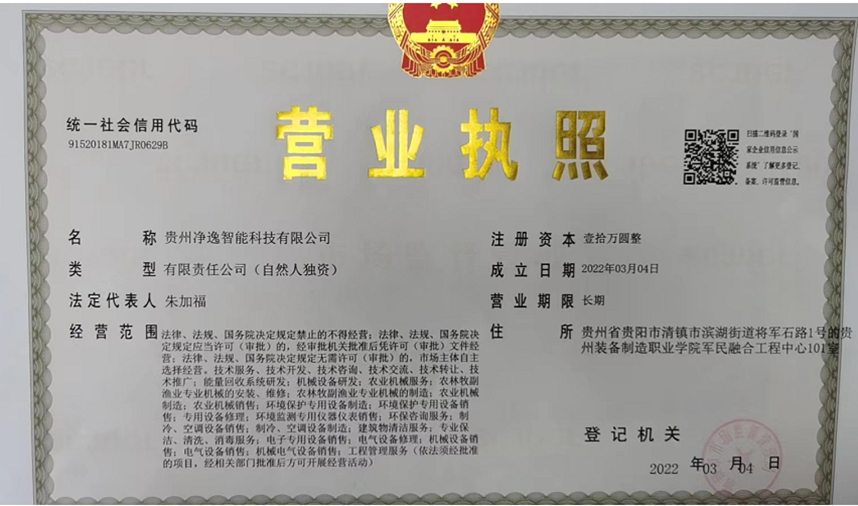 统一社会信用代码
91520181MA7JR0629B
营业执照
扫描二维码登录“国
家企业信用信息公示
系统”了解更多登记、
备案、许可监管信息。
名 称 贵州净逸智能科技有限公司
类 型 有限责任公司（自然人独资）
法定代表人 朱加福
经营范围 法律、法规、国务院决定规定禁止的不得经营；法律、法规、国务院决
定规定应当许可（审批）的，经审批机关批准后凭许可（审批）文件经
营；法律、法规、国务院决定规定无需许可（审批）的，市场主体自主
选择经营。技术服务、技术开发、技术咨询、技术交流、技术转让、技
术推广；能量回收系统研发；机械设备研发；农业机械服务；农林牧副
渔业专业机械的安装、维修；农林牧副渔业专业机械的制造；农业机械
制造；农业机械销售；环境保护专用设备制造；环境保护专用设备销
售；专用设备修理；环境监测专用仪器仪表销售；环保咨询服务；制
冷、空调设备销售；制冷、空调设备制造；建筑物清洁服务；专业保
洁、清洗、消毒服务；电子专用设备销售；电气设备修理；机械设备销
售；电气设备销售；机械电气设备销售；工程管理服务（依法须经批准
的项目，经相关部门批准后方可开展经营活动）
注册资本 壹拾万圆整
成立日期 2022年03月04日
营业期限 长期
住 所 贵州省贵阳市清镇市滨湖街道将军石路1号的贵
州装备制造职业学院军民融合工程中心101室
登记机关
2022 年 03 月 04 日